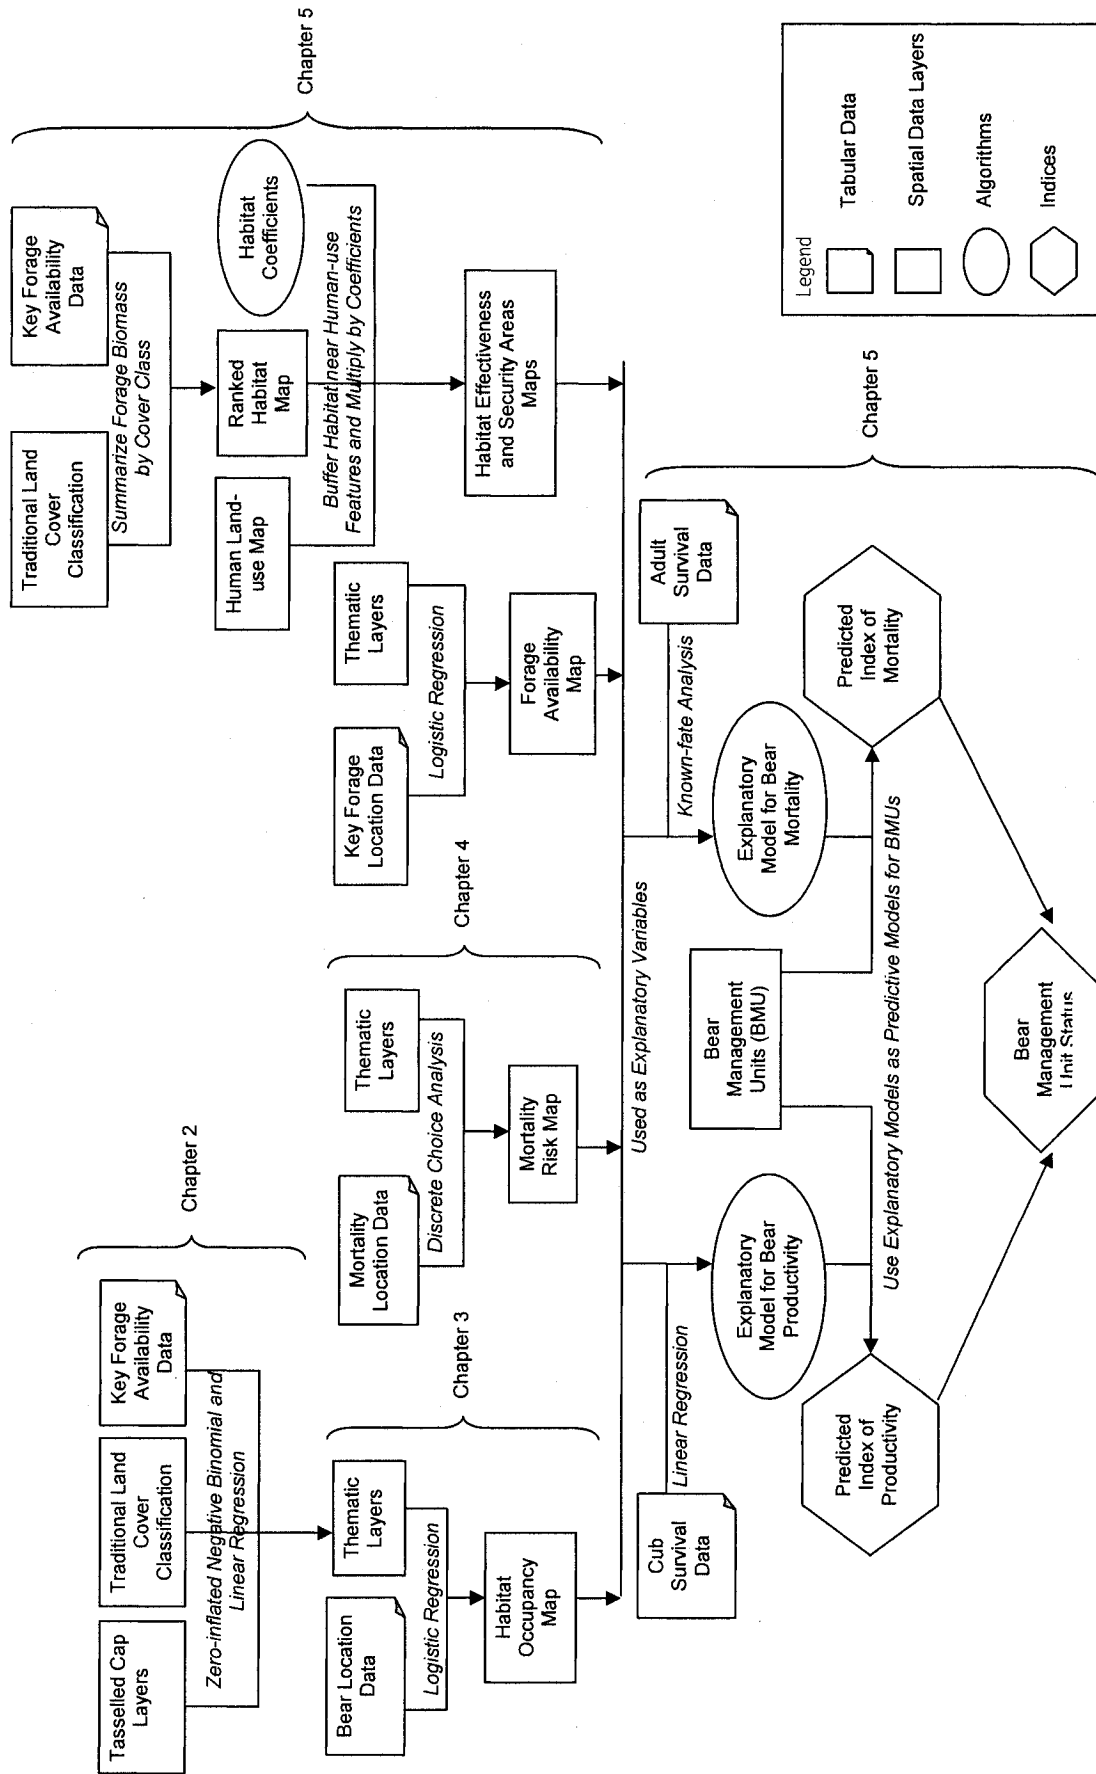 Chapter 2
Tasselled Cap
Layers
Traditional Land
Cover
Classification
Key Forage
Availability
Data
Zero-inflated Negative Binomial and
Linear Regression
Bear Location
Data
Thematic
Layers
Logistic Regression
Habitat
Occupancy
Map
Chapter 3
Mortality
Location Data
Thematic
Layers
Discrete Choice Analysis
Mortality
Risk Map
Chapter 4
Key Forage
Location Data
Thematic
Layers
Logistic Regression
Forage
Availability
Map
Traditional Land
Cover
Classification
Key Forage
Availability
Data
Summarize Forage Biomass
by Cover Class
Human Land-
use Map
Ranked
Habitat
Map
Habitat
Coefficients
Buffer Habitat near Human-use
Features and Multiply by Coefficients
Habitat Effectiveness
and Security Areas
Maps
Chapter 5
Used as Explanatory Variables
Cub
Survival
Data
Linear Regression
Explanatory
Model for Bear
Productivity
Bear
Management
Units (BMU)
Adult
Survival
Data
Known-fate Analysis
Explanatory
Model for Bear
Mortality
Use Explanatory Models as Predictive Models for BMUs
Predicted
Index of
Productivity
Predicted
Index of
Mortality
Bear
Management
Unit Status
Chapter 5
Legend
Tabular Data
Spatial Data Layers
Algorithms
Indices